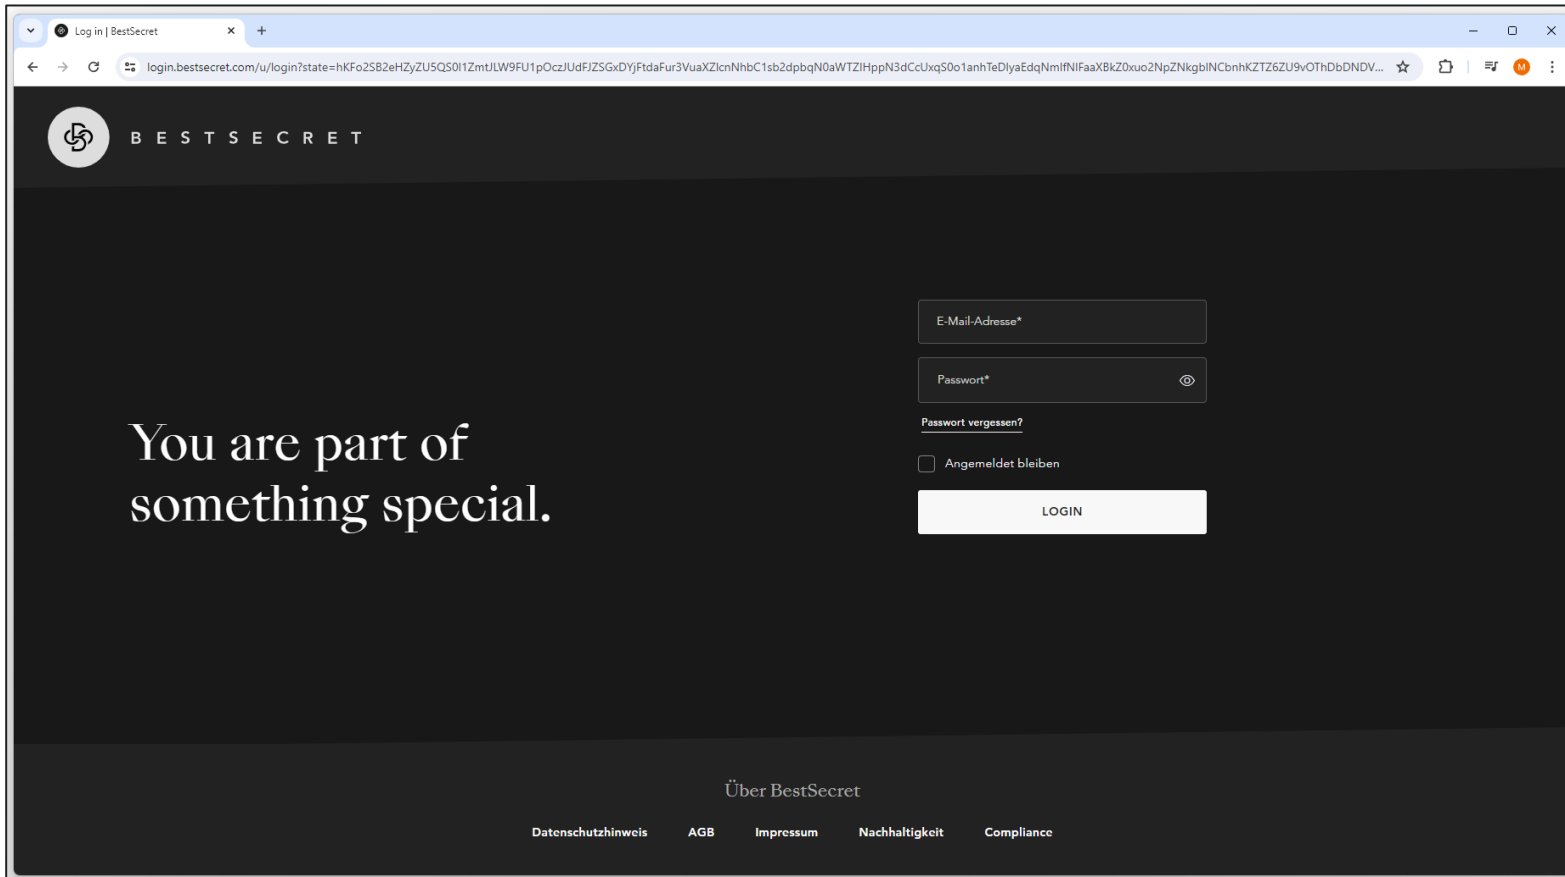 Log in | BestSecret
login.bestsecret.com/u/login?state=hKFo2SB2eHZyZU5QS0I1ZmtJLW9FU1pOczJUdFJZSGxDYjFtdaFur3VuaXZlcnNhbC1sb2dpbqN0aWTZIHppN3dCcUxqS0o1anhTeDlyaEdqNmlfNlFaaXBkZ0xuo2NpZNkgblNCbnhKZTZ6ZU9vOThDbDNDV...
M
BESTSECRET
E-Mail-Adresse*
Passwort*
Passwort vergessen?
Angemeldet bleiben
LOGIN
You are part of
something special.
Über BestSecret
Datenschutzhinweis AGB Impressum Nachhaltigkeit Compliance